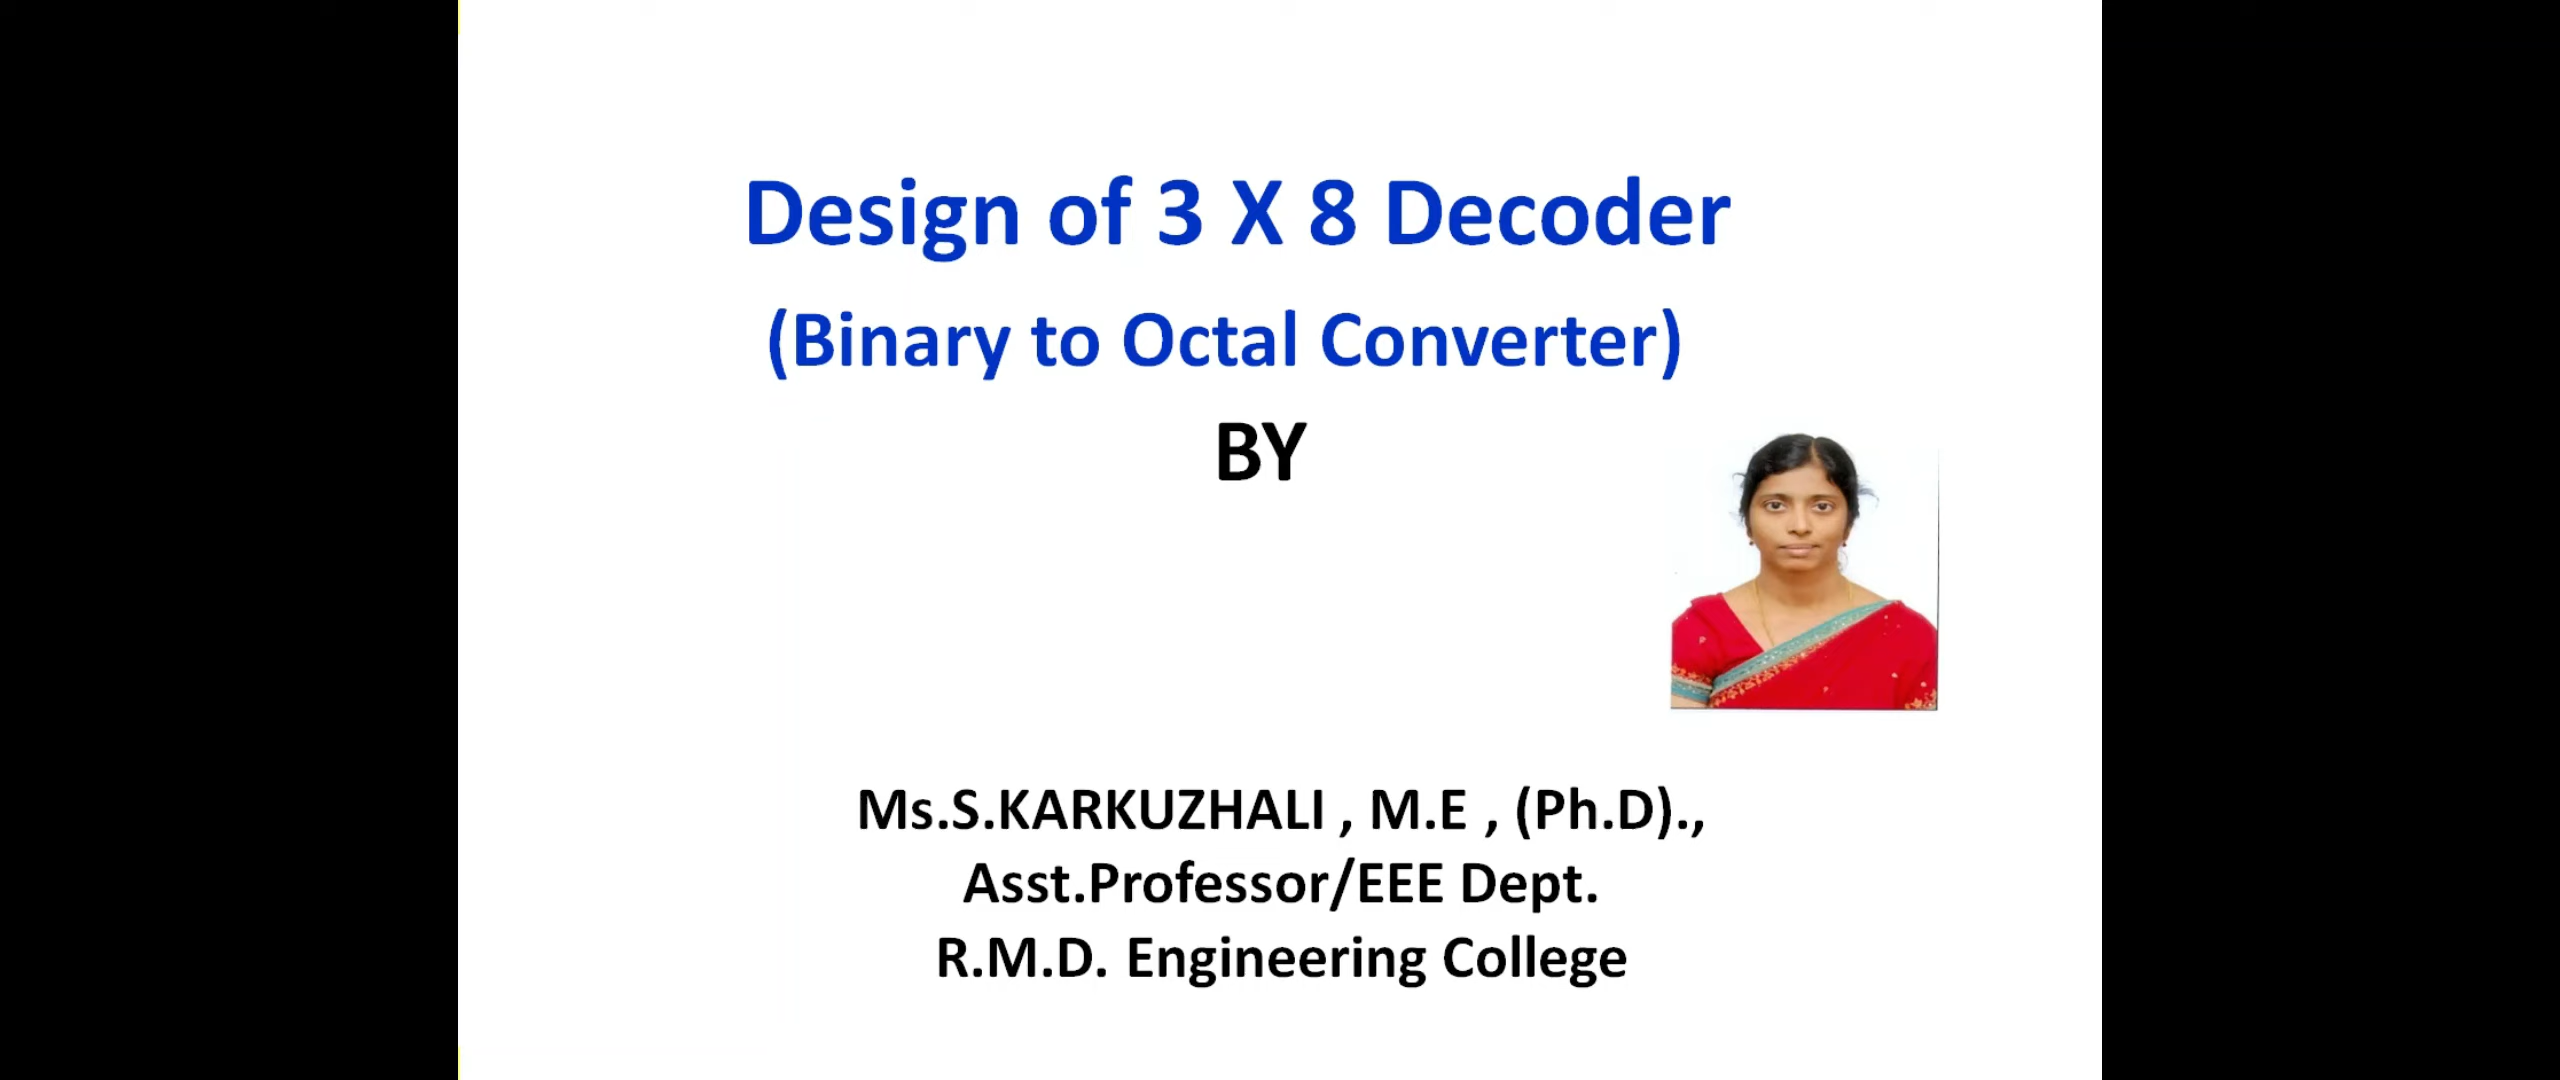 Design of 3 X 8 Decoder
(Binary to Octal Converter)
BY
Ms.S.KARKUZHALI , M.E , (Ph.D).,
Asst.Professor/EEE Dept.
R.M.D. Engineering College